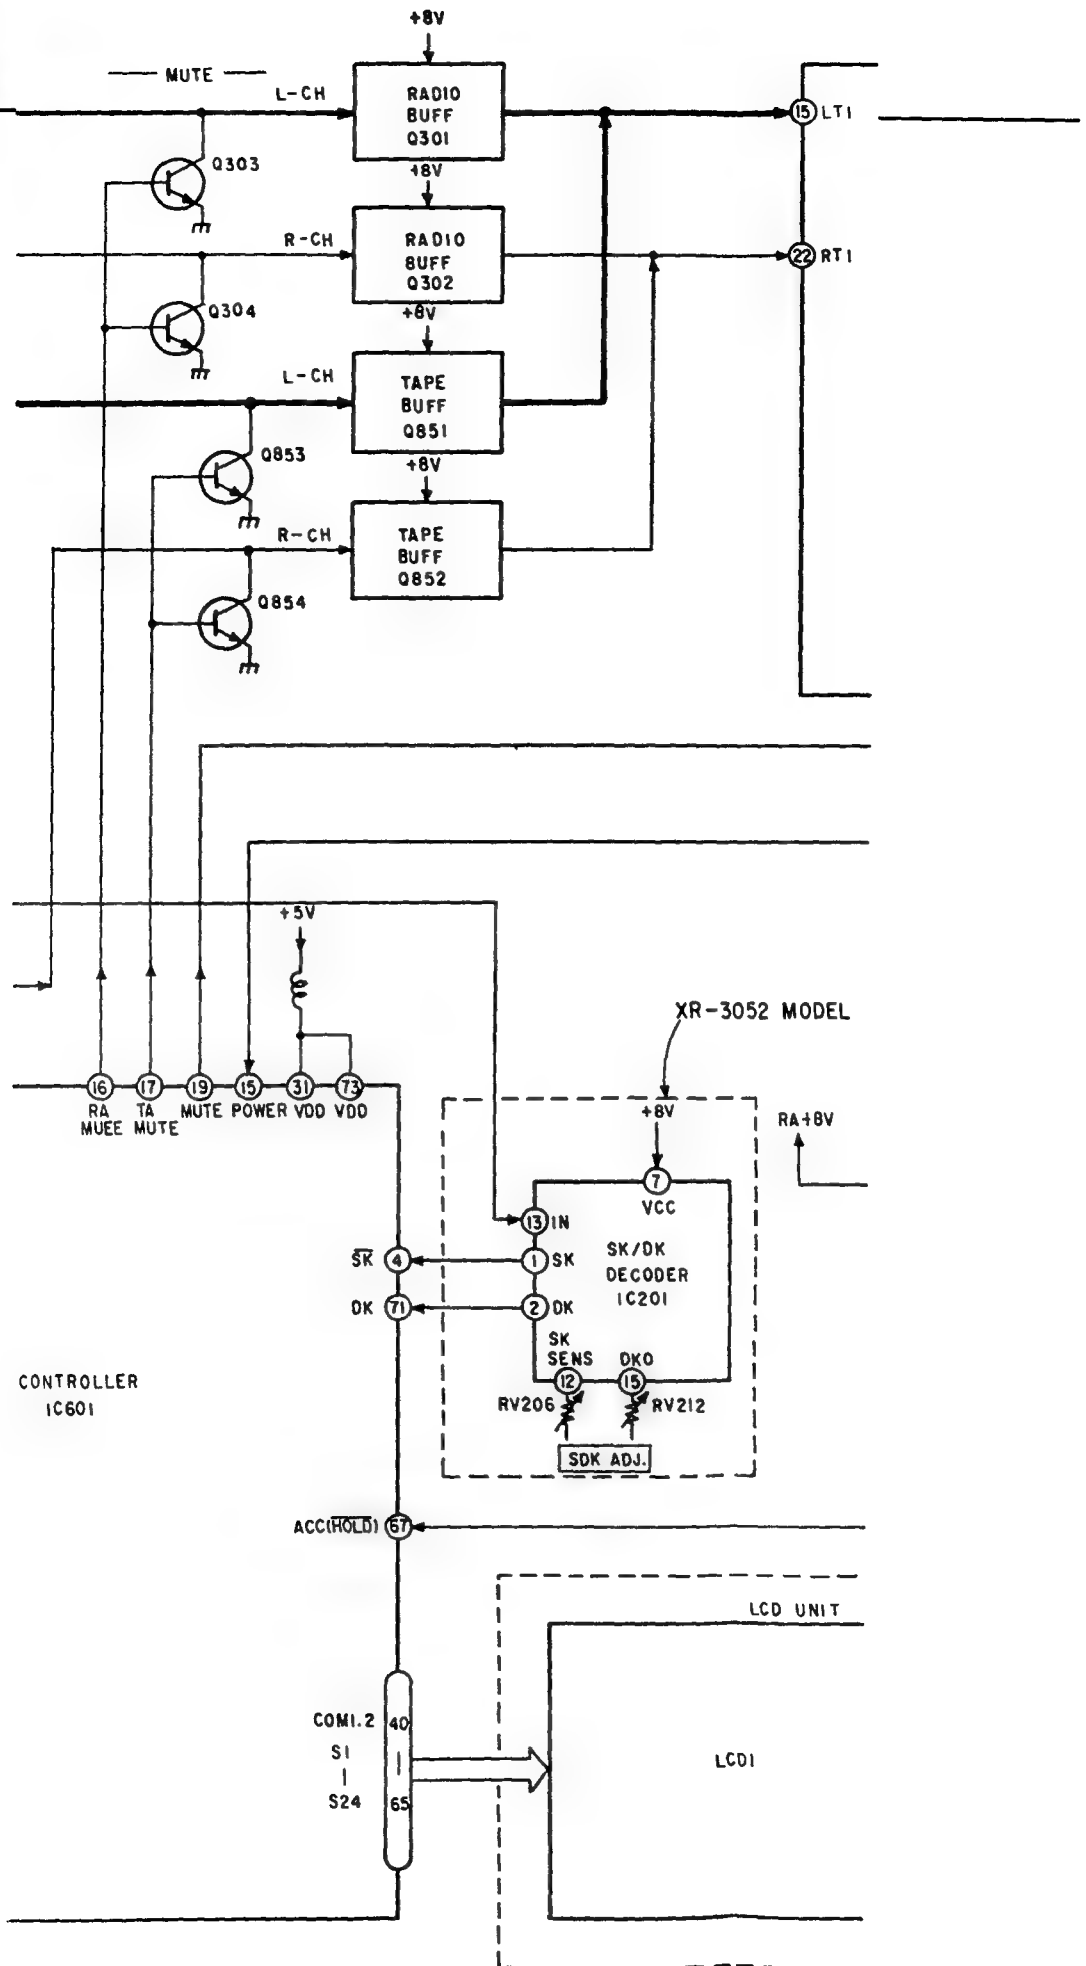 +8V
MUTE
L-CH
RADIO
BUFF
Q301
15 LT1
Q303
+8V
R-CH
RADIO
BUFF
Q302
22 RT1
Q304
+8V
L-CH
TAPE
BUFF
Q851
Q853
+8V
R-CH
TAPE
BUFF
Q852
Q854
+5V
XR-3052 MODEL
16 17 19 15 31 73
RA
MUEE
TA
MUTE
MUTE POWER VDD VDD
+8V
RA+8V
7
VCC
13 IN
SK 4
1 SK
SK/DK
DECODER
IC201
DK 71
2 DK
SK
SENS
DKO
12
15
CONTROLLER
IC601
RV206
RV212
SDK ADJ.
ACC(HOLD) 67
LCD UNIT
COM1.2 40
S1
|
|
S24 65
LCD1